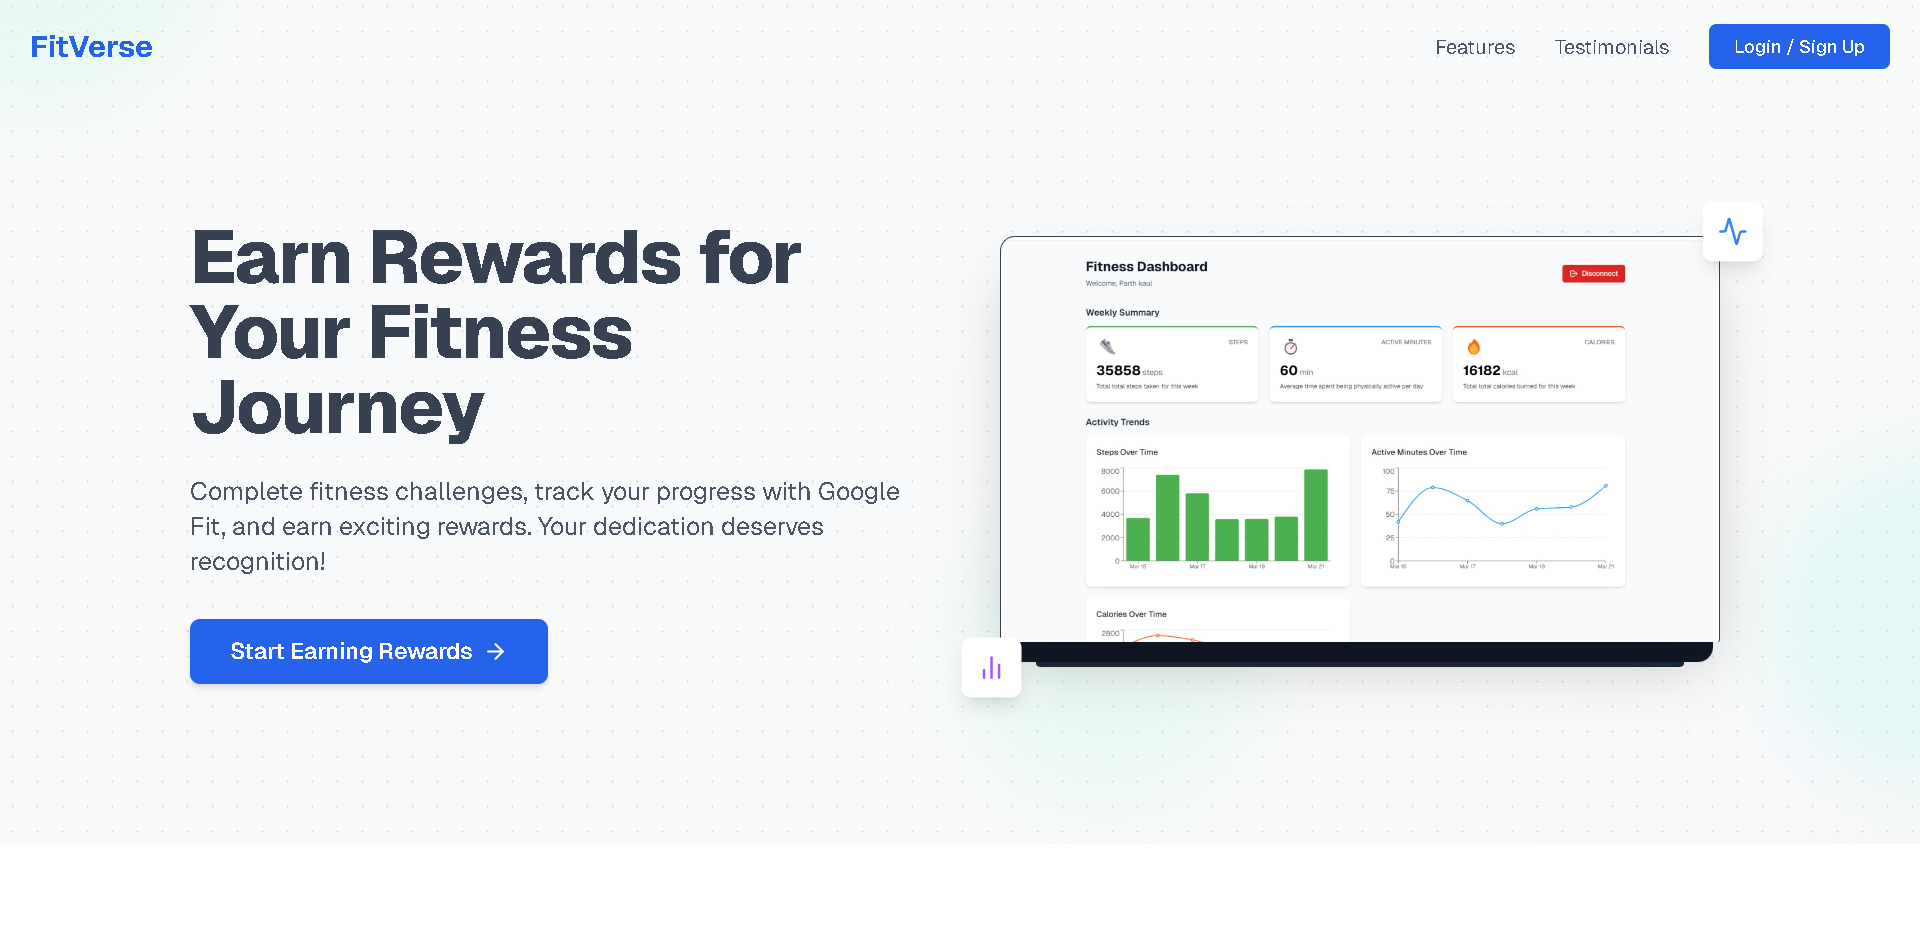 FitVerse
Features
Testimonials
Login / Sign Up
Earn Rewards for
Your Fitness
Journey
Complete fitness challenges, track your progress with Google
Fit, and earn exciting rewards. Your dedication deserves
recognition!
Start Earning Rewards
Fitness Dashboard
Welcome, Parth kaul
Disconnect
Weekly Summary
STEPS
35858 steps
Total total steps taken for this week
ACTIVE MINUTES
60 min
Average time spent being physically active per day
CALORIES
16182 kcal
Total total calories burned for this week
Activity Trends
Steps Over Time
8000
6000
4000
2000
0
Mar 15 Mar 17 Mar 19 Mar 21
Active Minutes Over Time
100
75
50
25
0
Mar 15 Mar 17 Mar 19 Mar 21
Calories Over Time
2800